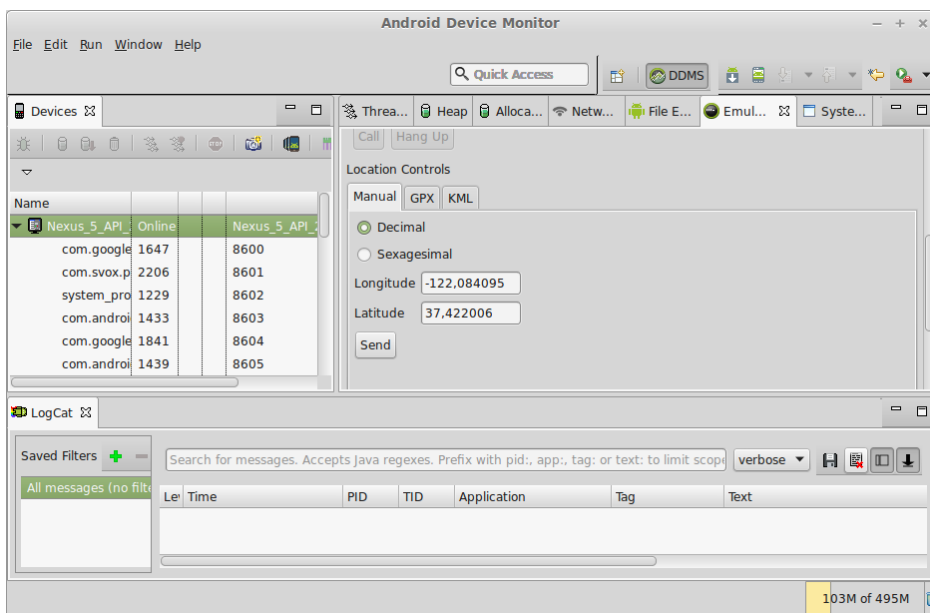 Android Device Monitor
File Edit Run Window Help
Quick Access
DDMS
Devices
Threa... Heap Alloca... Netw... File E... Emul... Syste...
Call Hang Up
Location Controls
Manual GPX KML
Decimal
Sexagesimal
Longitude -122,084095
Latitude 37,422006
Send
Name
Nexus_5_API_ Online Nexus_5_API_2
com.google 1647 8600
com.svox.p 2206 8601
system_pro 1229 8602
com.androi 1433 8603
com.google 1841 8604
com.androi 1439 8605
LogCat
Saved Filters
Search for messages. Accepts Java regexes. Prefix with pid:, app:, tag: or text: to limit scope verbose
All messages (no filte
Le Time PID TID Application Tag Text
103M of 495M